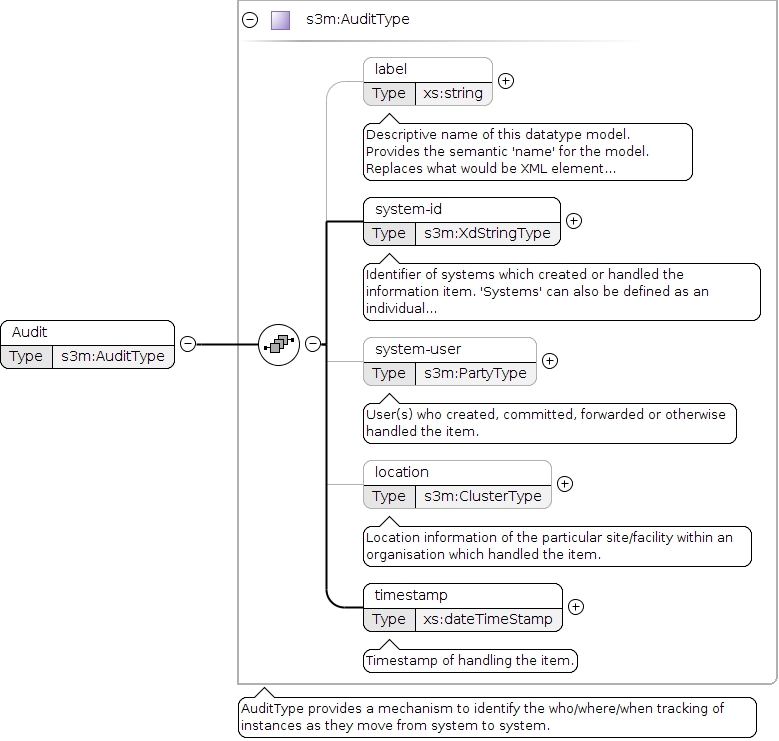 s3m:AuditType
label
Type xs:string
Descriptive name of this datatype model.
Provides the semantic 'name' for the model.
Replaces what would be XML element...
system-id
Type s3m:XdStringType
Identifier of systems which created or handled the
information item. 'Systems' can also be defined as an
individual...
Audit
Type s3m:AuditType
system-user
Type s3m:PartyType
User(s) who created, committed, forwarded or otherwise
handled the item.
location
Type s3m:ClusterType
Location information of the particular site/facility within an
organisation which handled the item.
timestamp
Type xs:dateTimeStamp
Timestamp of handling the item.
AuditType provides a mechanism to identify the who/where/when tracking of
instances as they move from system to system.